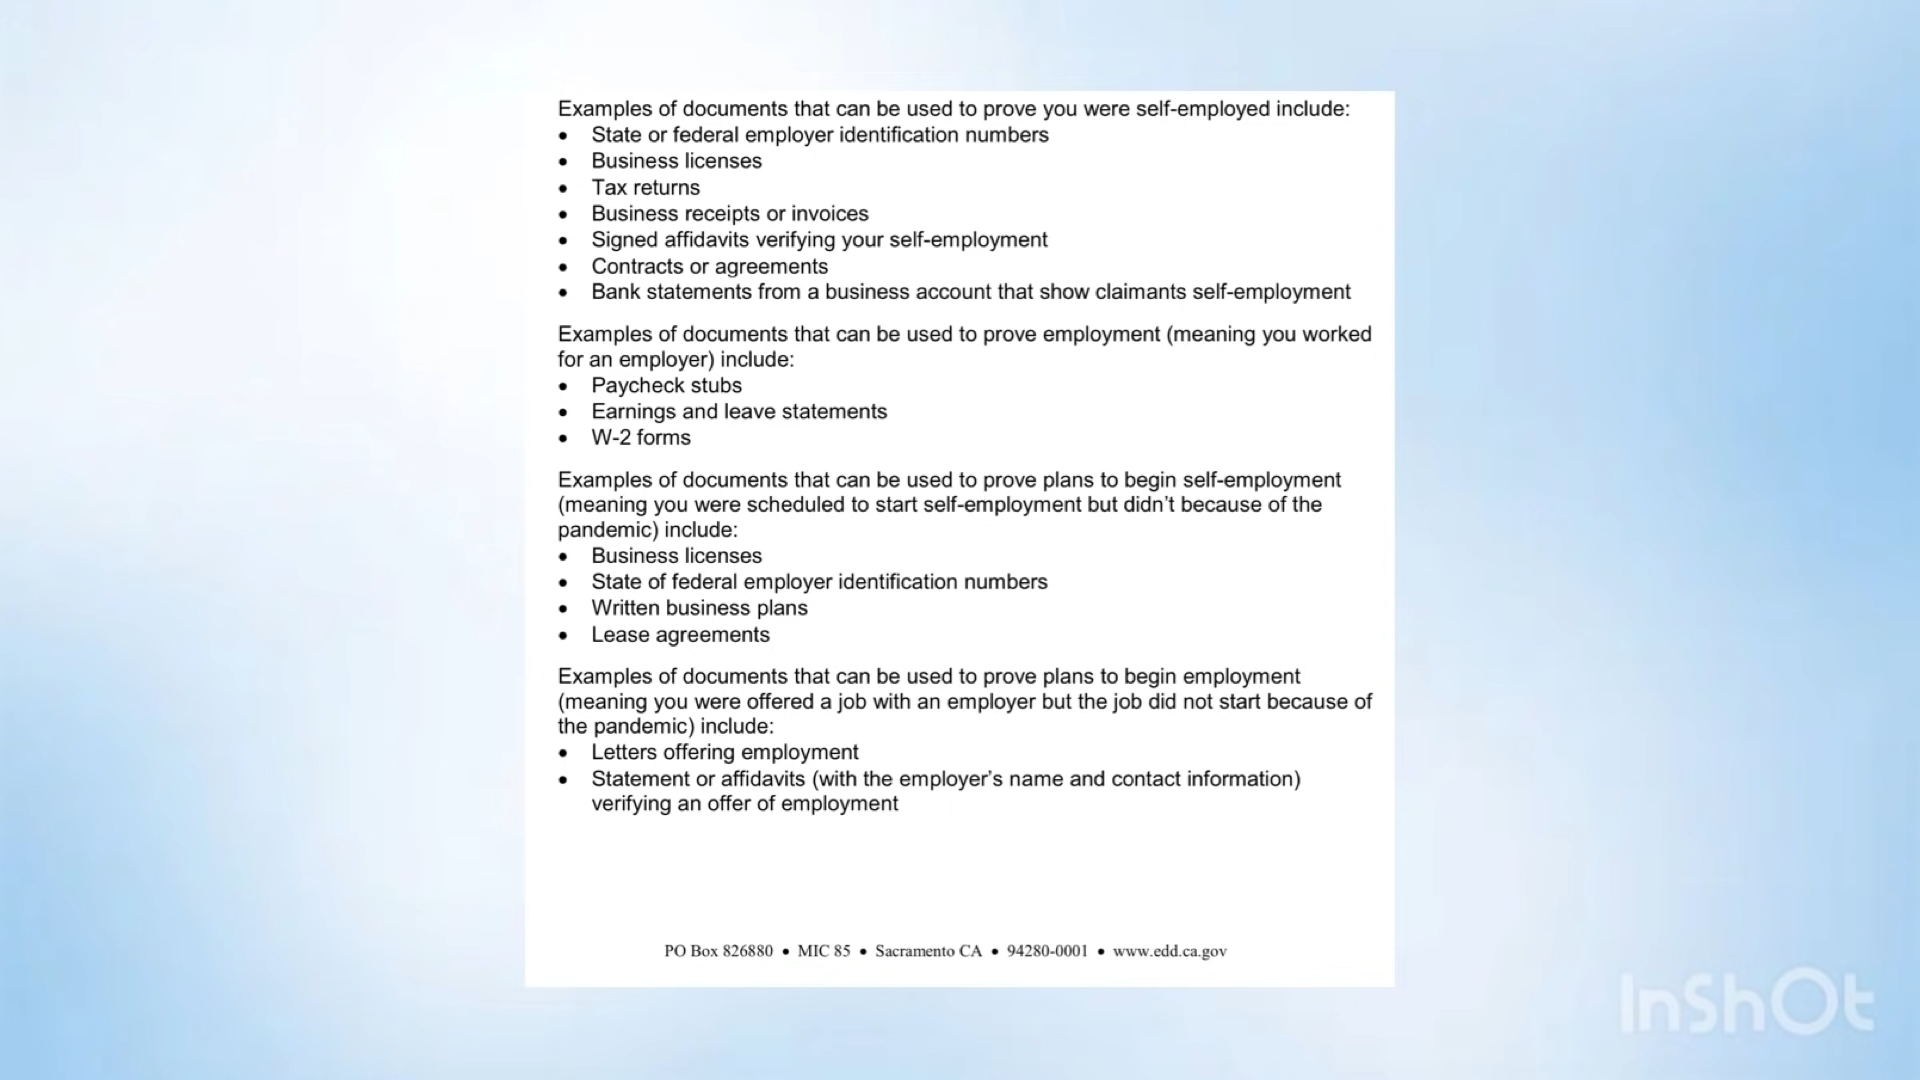 Examples of documents that can be used to prove you were self-employed include:
• State or federal employer identification numbers
• Business licenses
• Tax returns
• Business receipts or invoices
• Signed affidavits verifying your self-employment
• Contracts or agreements
• Bank statements from a business account that show claimants self-employment
Examples of documents that can be used to prove employment (meaning you worked
for an employer) include:
• Paycheck stubs
• Earnings and leave statements
• W-2 forms
Examples of documents that can be used to prove plans to begin self-employment
(meaning you were scheduled to start self-employment but didn’t because of the
pandemic) include:
• Business licenses
• State of federal employer identification numbers
• Written business plans
• Lease agreements
Examples of documents that can be used to prove plans to begin employment
(meaning you were offered a job with an employer but the job did not start because of
the pandemic) include:
• Letters offering employment
• Statement or affidavits (with the employer’s name and contact information)
verifying an offer of employment
PO Box 826880 • MIC 85 • Sacramento CA • 94280-0001 • www.edd.ca.gov
InShOt